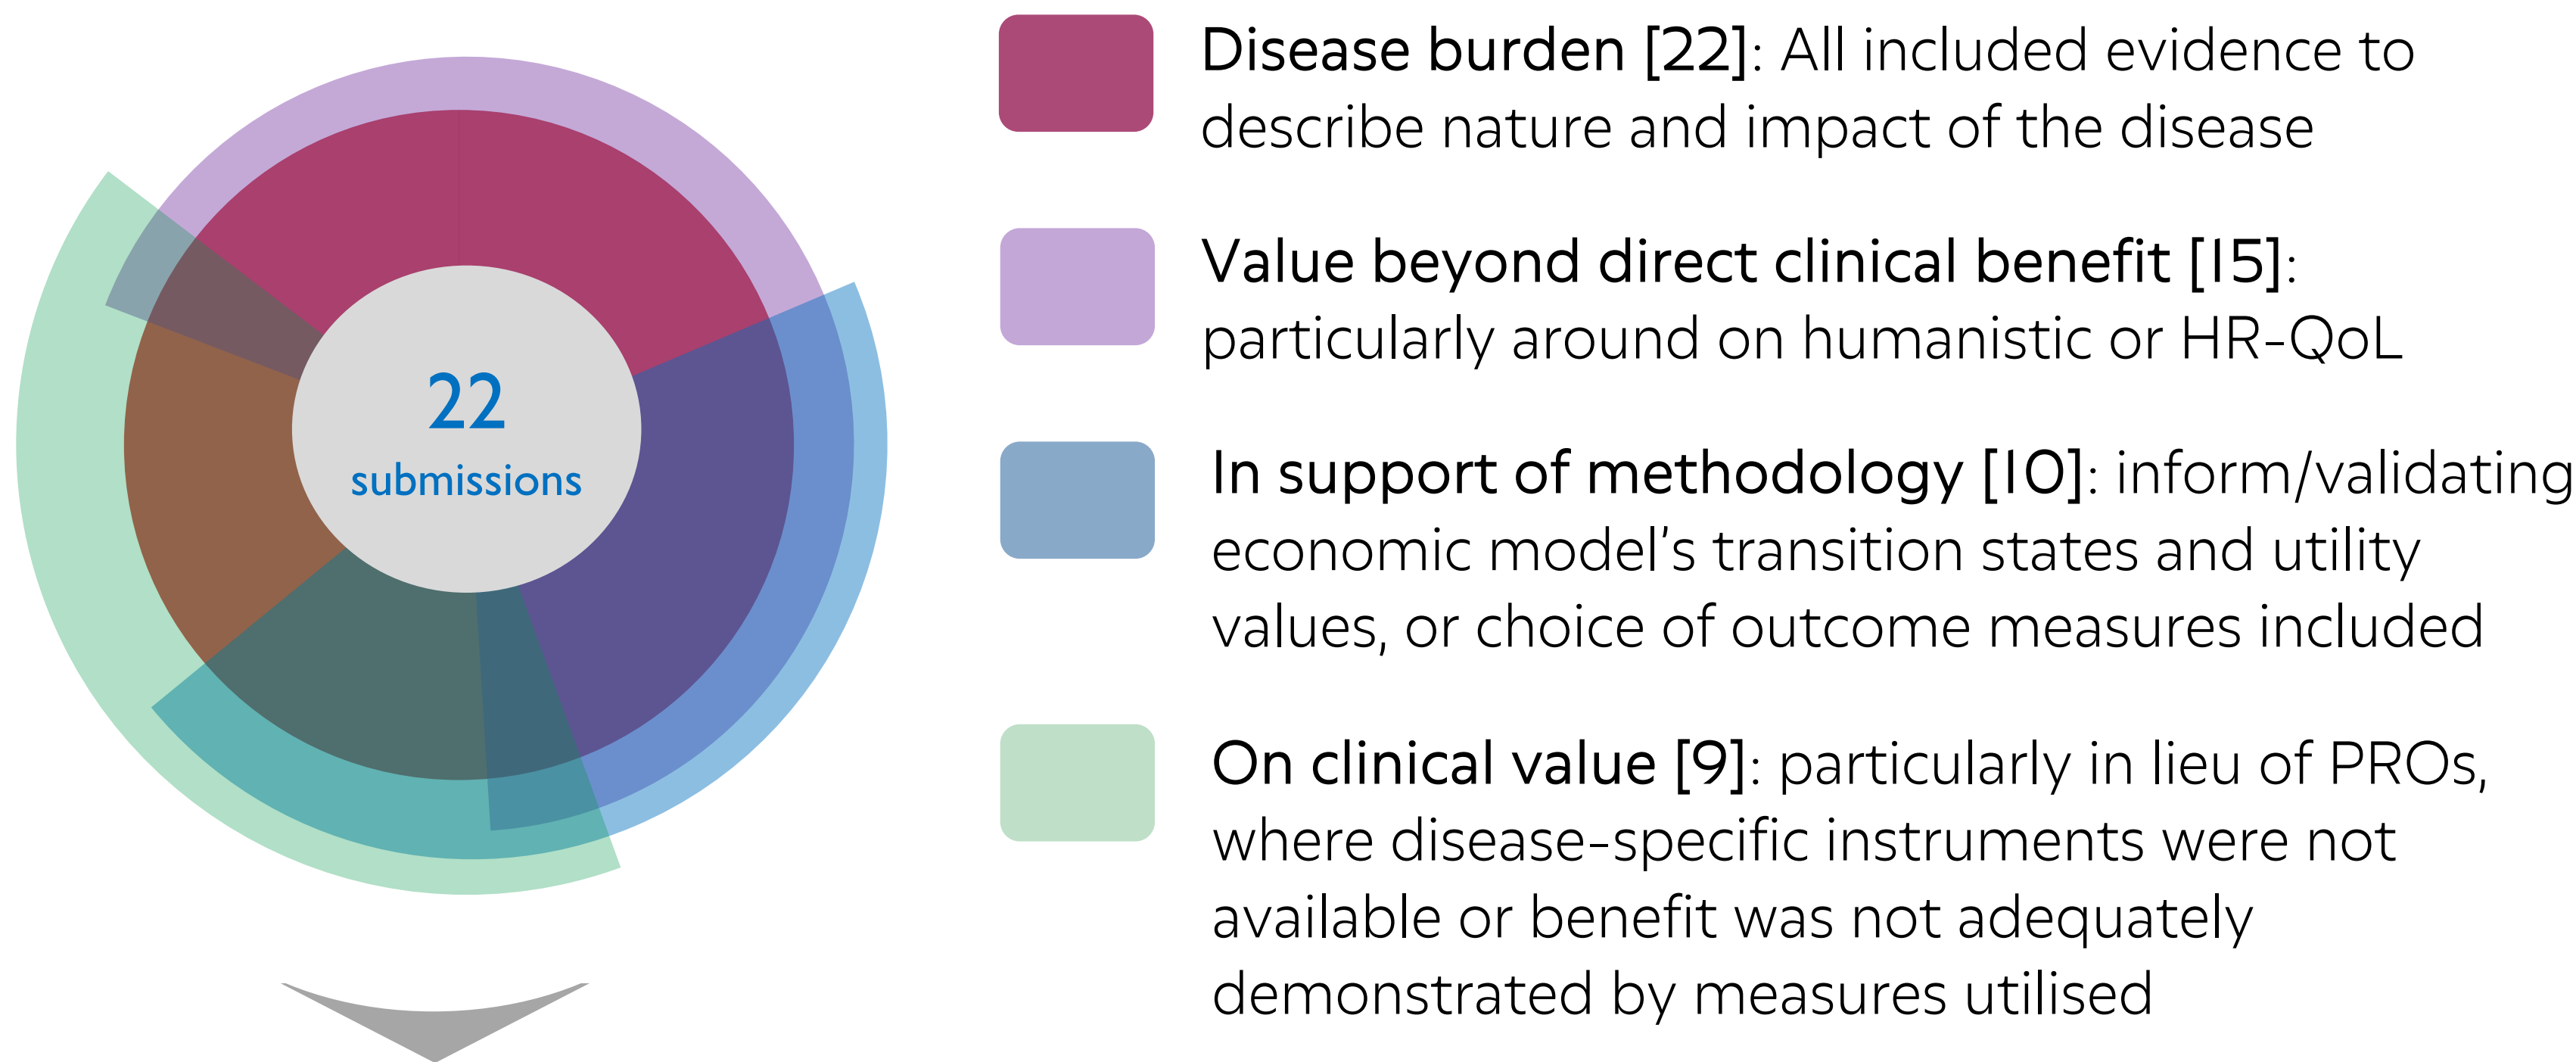 22
submissions
Disease burden [22]: All included evidence to
describe nature and impact of the disease
Value beyond direct clinical benefit [15]:
particularly around on humanistic or HR-QoL
In support of methodology [10]: inform/validating
economic model's transition states and utility
values, or choice of outcome measures included
On clinical value [9]: particularly in lieu of PROs,
where disease-specific instruments were not
available or benefit was not adequately
demonstrated by measures utilised